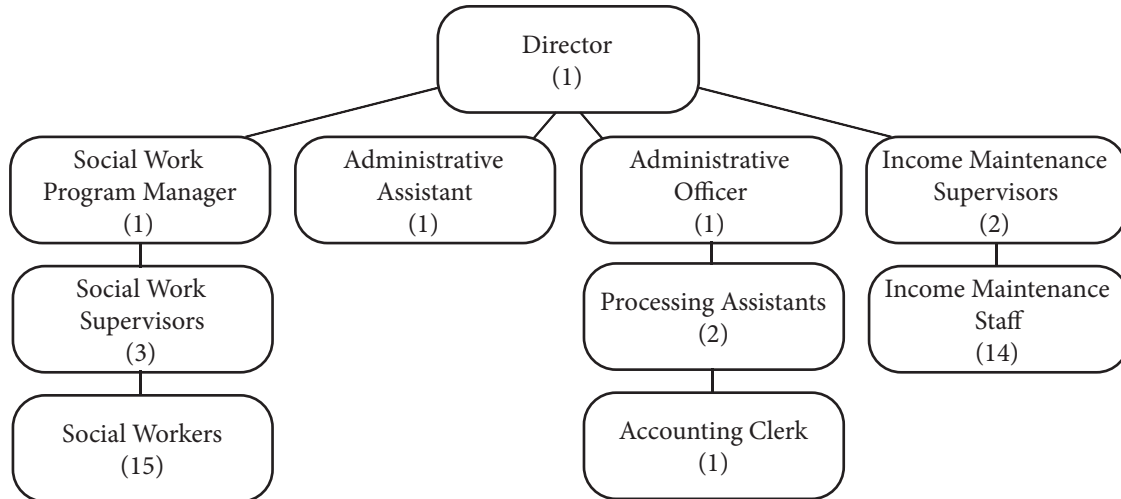 Director
(1)
Social Work
Program Manager
(1)
Administrative
Assistant
(1)
Administrative
Officer
(1)
Income Maintenance
Supervisors
(2)
Social Work
Supervisors
(3)
Processing Assistants
(2)
Income Maintenance
Staff
(14)
Social Workers
(15)
Accounting Clerk
(1)